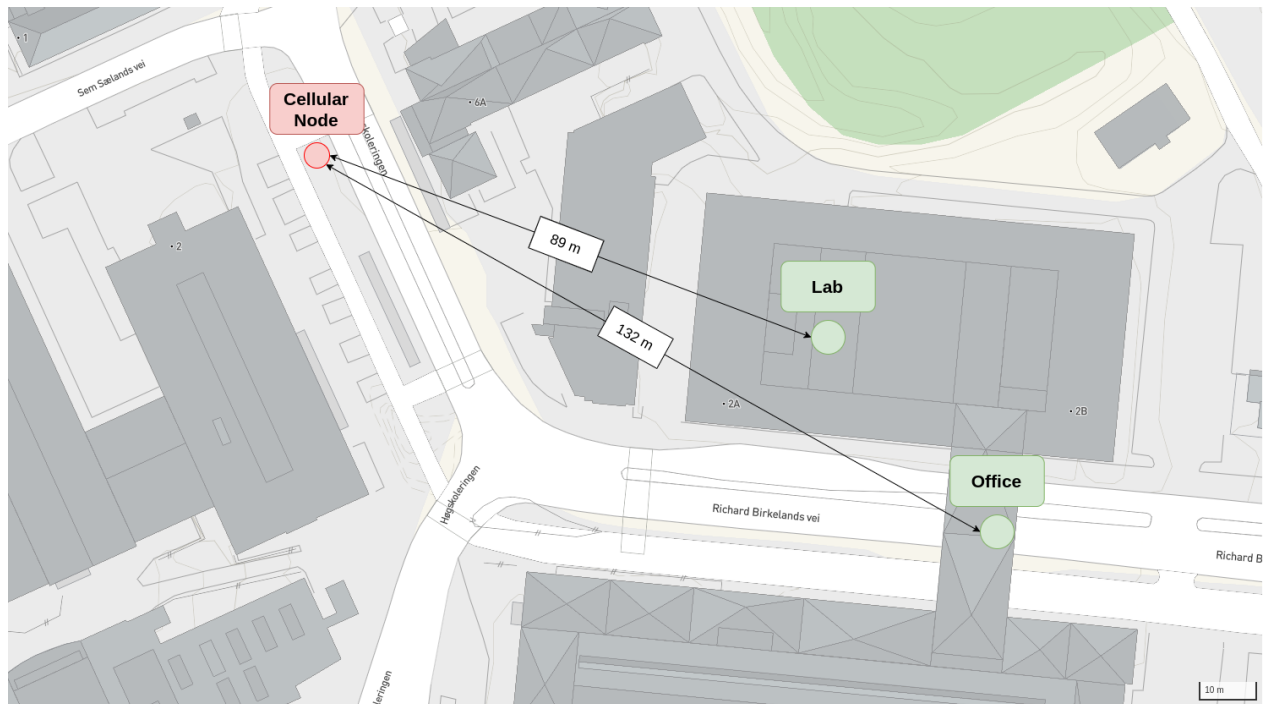 1
Sem Sælands vei
Cellular
Node
koleringen
6A
2
89 m
Lab
132 m
2A
2B
Office
Høgskoleringen
Richard Birkelands vei
Richard B
leringen
10 m